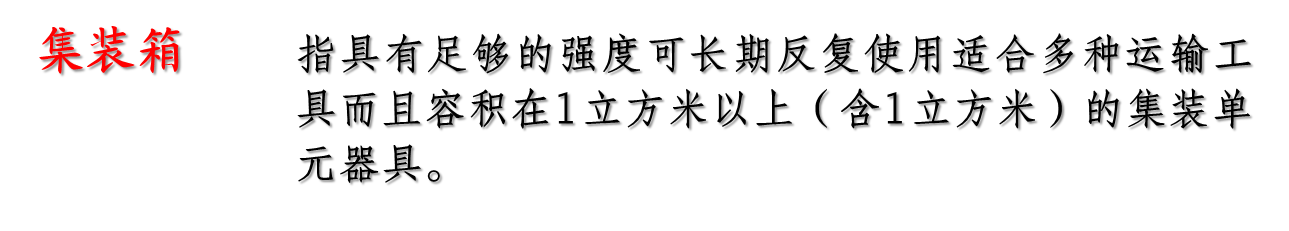 集装箱 指具有足够的强度可长期反复使用适合多种运输工
具而且容积在1立方米以上（含1立方米）的集装单
元器具。